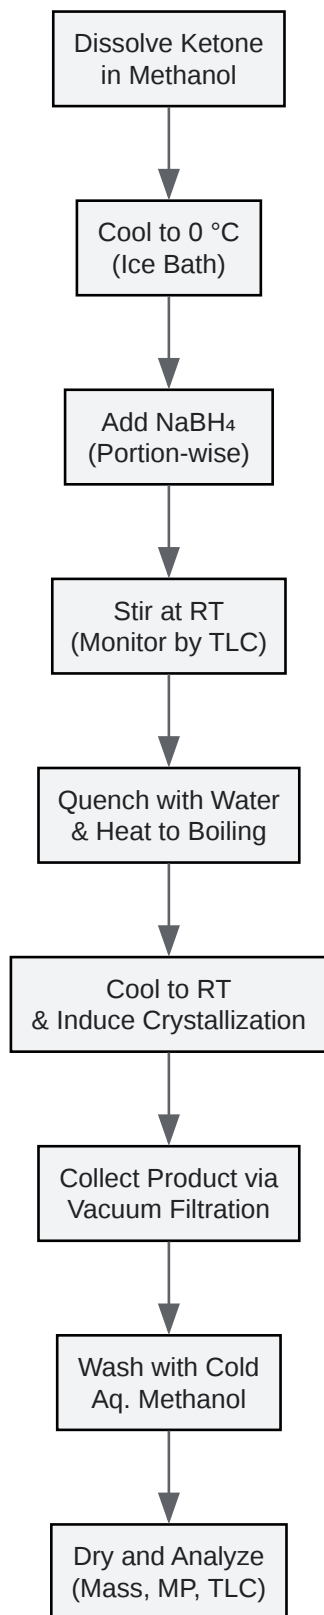 Dissolve Ketone
in Methanol
Cool to 0 °C
(Ice Bath)
Add NaBH₄
(Portion-wise)
Stir at RT
(Monitor by TLC)
Quench with Water
& Heat to Boiling
Cool to RT
& Induce Crystallization
Collect Product via
Vacuum Filtration
Wash with Cold
Aq. Methanol
Dry and Analyze
(Mass, MP, TLC)